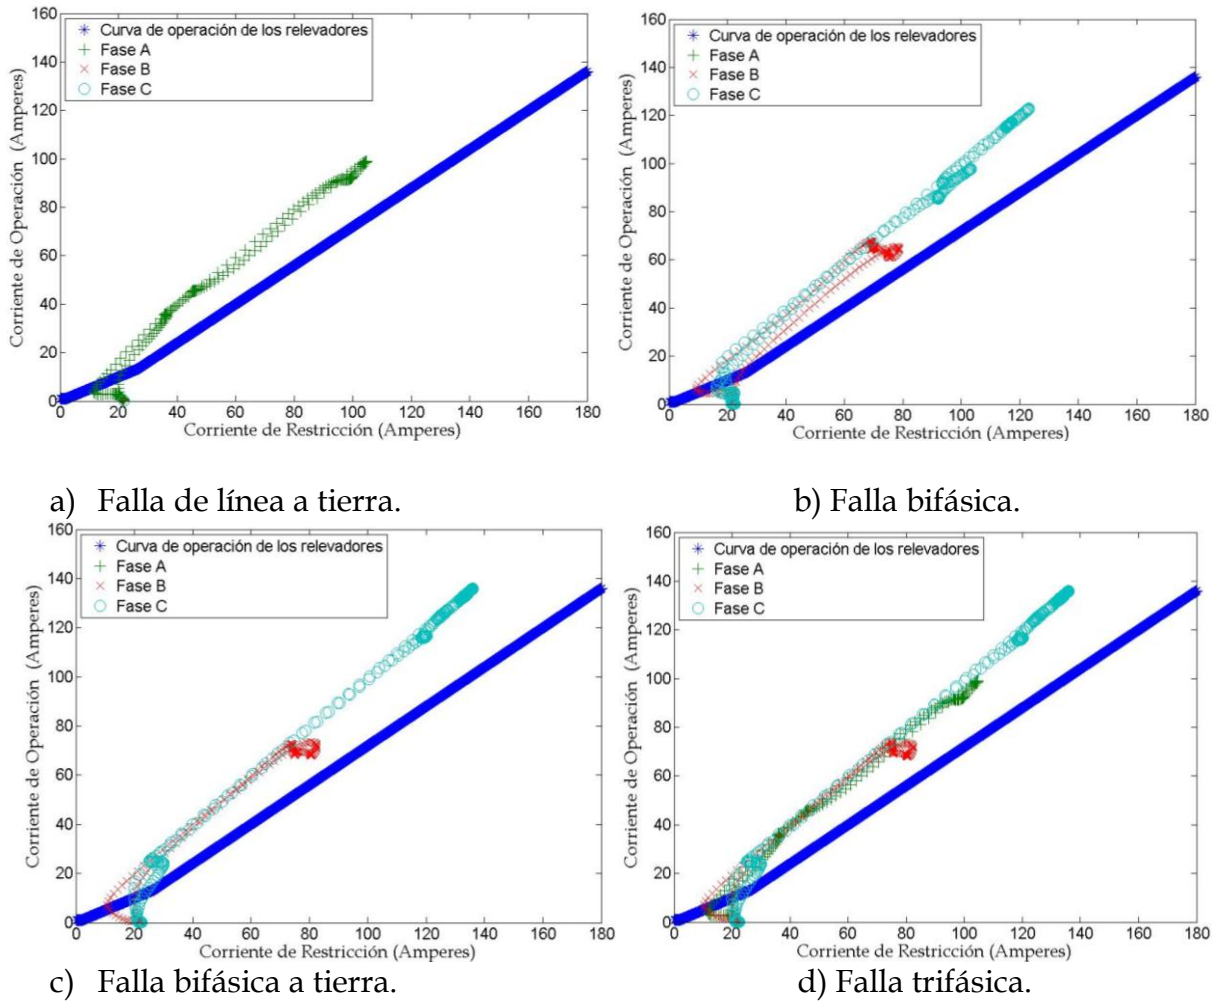 160
140
120
100
80
60
40
20
0
Corriente de Operación (Amperes)
Curva de operación de los relevadores
Fase A
Fase B
Fase C
0 20 40 60 80 100 120 140 160 180
Corriente de Restricción (Amperes)
160
140
120
100
80
60
40
20
0
Corriente de Operación (Amperes)
Curva de operación de los relevadores
Fase A
Fase B
Fase C
0 20 40 60 80 100 120 140 160 180
Corriente de Restricción (Amperes)
a) Falla de línea a tierra.
b) Falla bifásica.
160
140
120
100
80
60
40
20
0
Corriente de Operación (Amperes)
Curva de operación de los relevadores
Fase A
Fase B
Fase C
0 20 40 60 80 100 120 140 160 180
Corriente de Restricción (Amperes)
160
140
120
100
80
60
40
20
0
Corriente de Operación (Amperes)
Curva de operación de los relevadores
Fase A
Fase B
Fase C
0 20 40 60 80 100 120 140 160 180
Corriente de Restricción (Amperes)
c) Falla bifásica a tierra.
d) Falla trifásica.